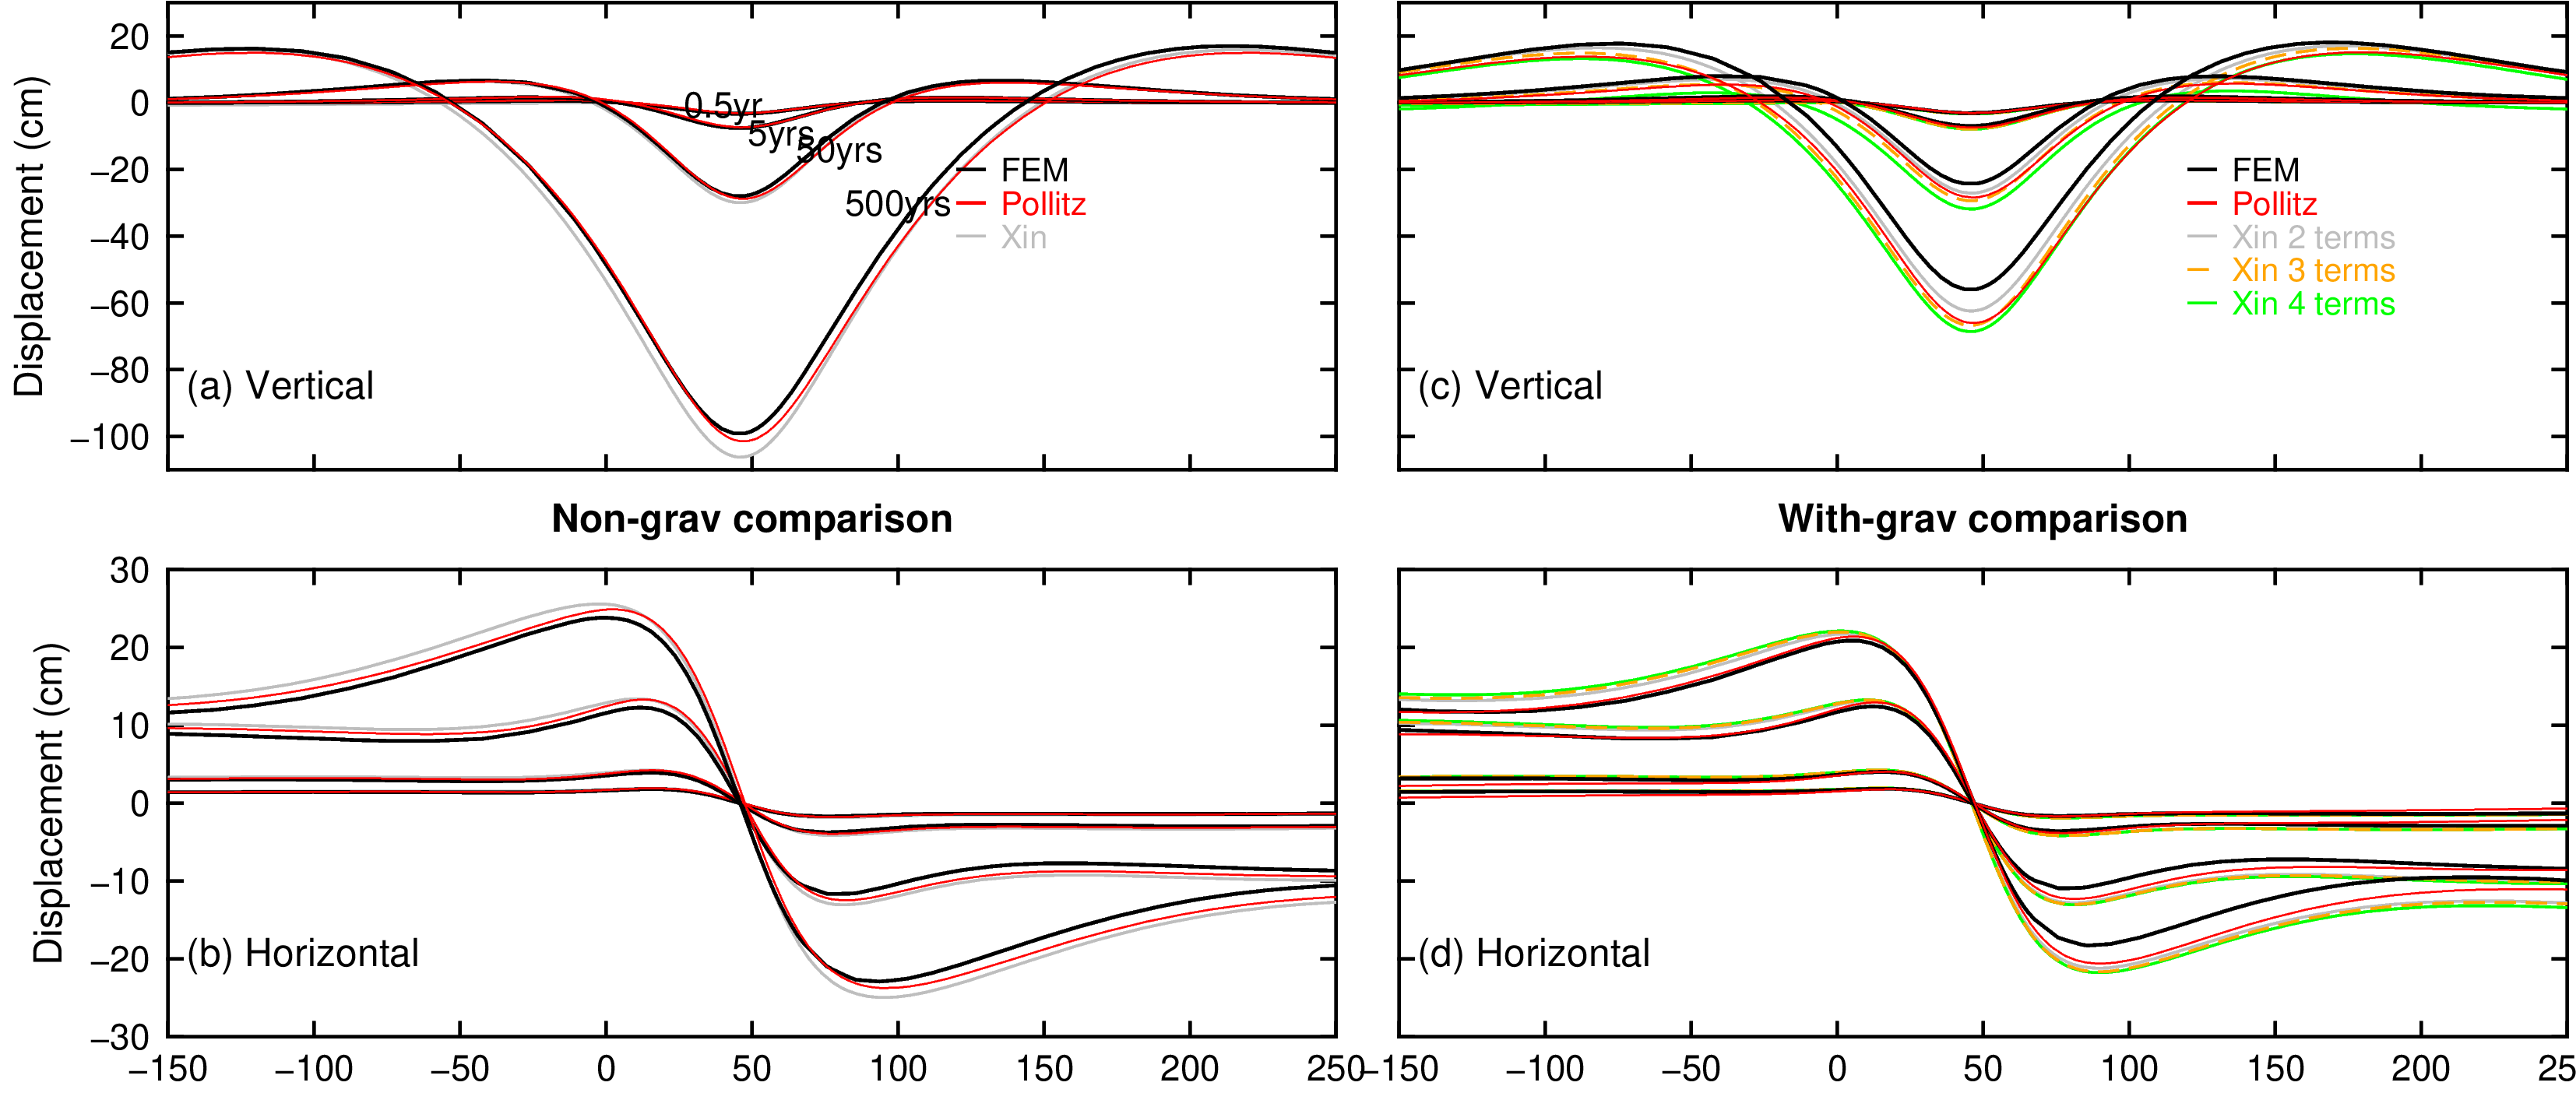 20
0
−20
−40
−60
−80
−100
Displacement (cm)
0.5yr
5yrs
50yrs
500yrs
FEM
Pollitz
Xin
(a) Vertical
FEM
Pollitz
Xin 2 terms
Xin 3 terms
Xin 4 terms
(c) Vertical
Non-grav comparison
With-grav comparison
30
20
10
0
−10
−20
−30
Displacement (cm)
(b) Horizontal
(d) Horizontal
−150 −100 −50 0 50 100 150 200 250
−150 −100 −50 0 50 100 150 200 25